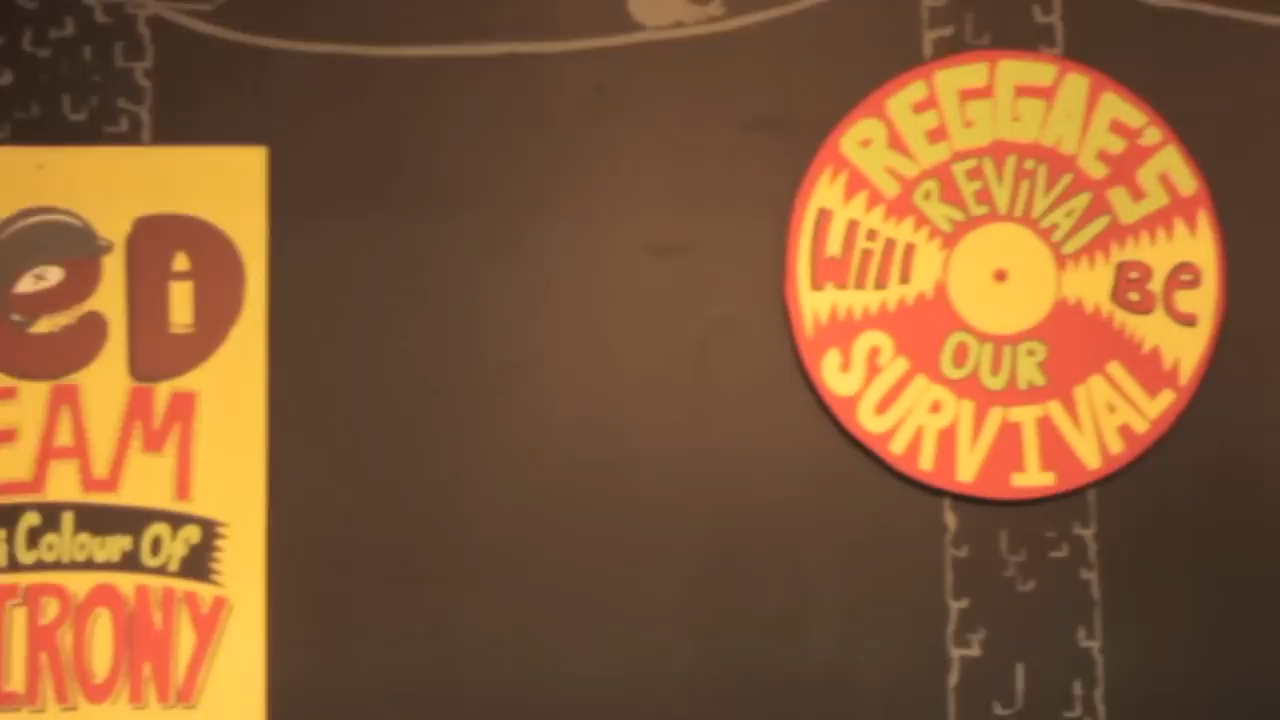 eD
EAM
i Colour Of
IRONY
REGGAE'S
REViVAl
Will Be
OUR
SURVIVAL